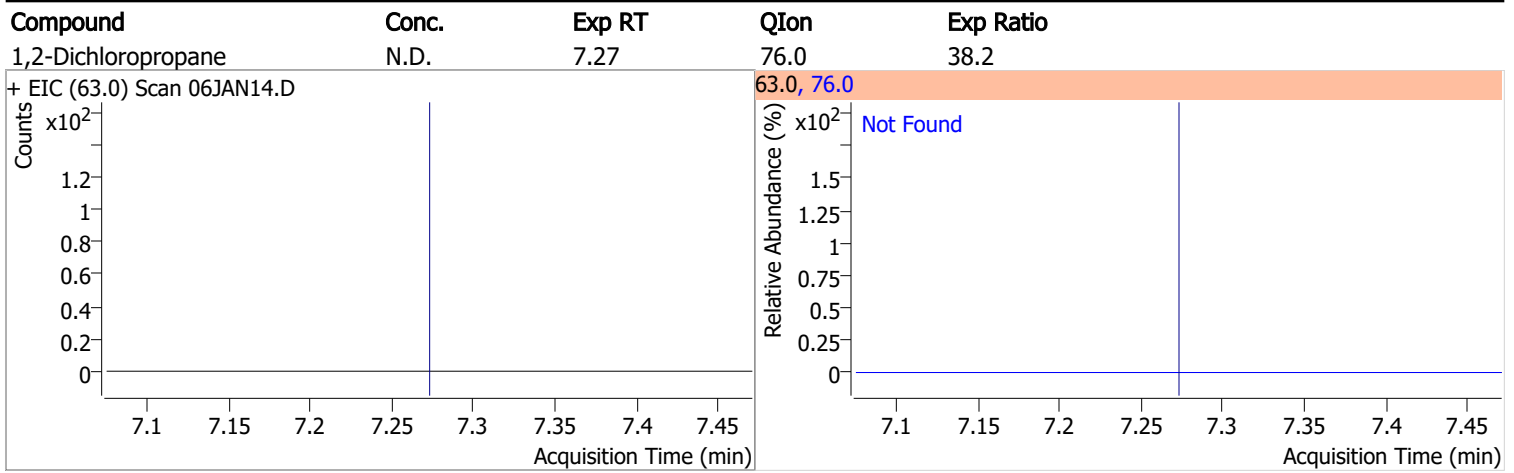 Compound Conc. Exp RT QIon Exp Ratio
1,2-Dichloropropane N.D. 7.27 76.0 38.2
+ EIC (63.0) Scan 06JAN14.D
Counts
x10²
1.2
1
0.8
0.6
0.4
0.2
0
7.1 7.15 7.2 7.25 7.3 7.35 7.4 7.45
Acquisition Time (min)
63.0, 76.0
Relative Abundance (%)
x10²
Not Found
1.5
1.25
1
0.75
0.5
0.25
0
7.1 7.15 7.2 7.25 7.3 7.35 7.4 7.45
Acquisition Time (min)